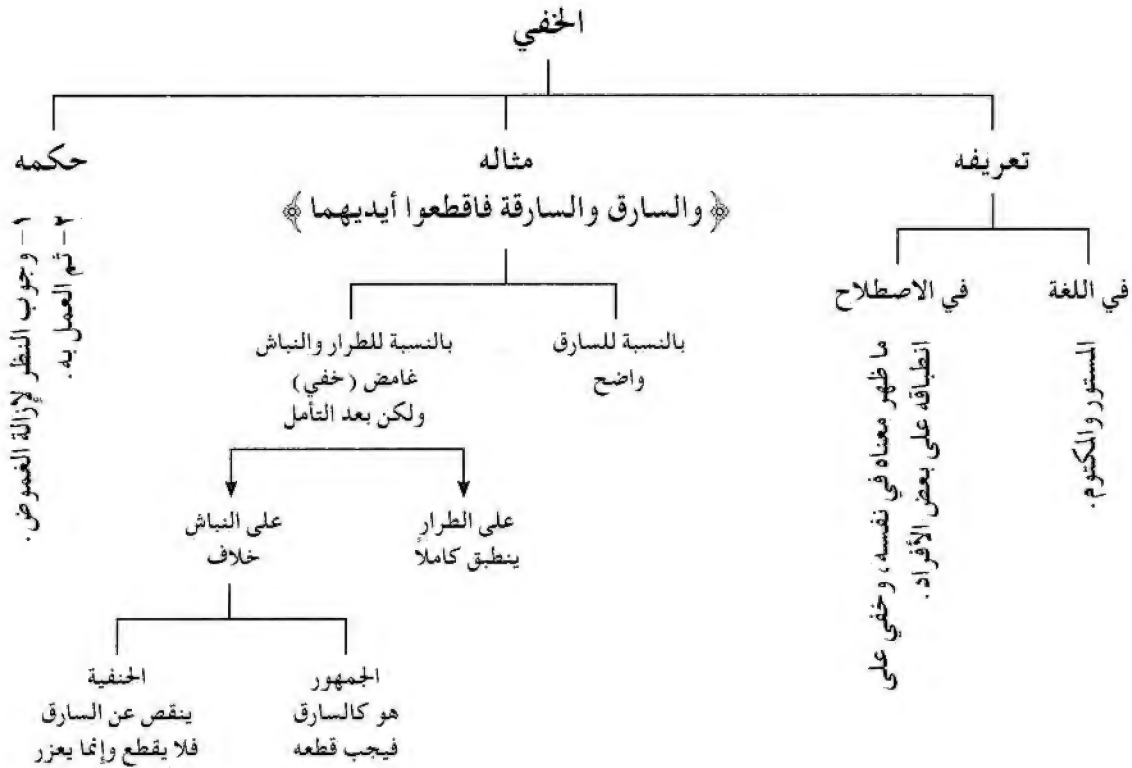 الخفي
تعريفه
في اللغة
المستور والمكتوم.
في الاصطلاح
ما ظهر معناه في نفسه، وخفي على
انطباقه على بعض الأفراد.
مثاله
﴿والسارق والسارقة فاقطعوا أيديهما﴾
بالنسبة للسارق
واضح
بالنسبة للطرار والنباش
غامض (خفي)
ولكن بعد التأمل
على الطرار
ينطبق كاملاً
على النباش
خلاف
الجمهور
هو كالسارق
فيجب قطعه
الحنفية
ينقص عن السارق
فلا يقطع وإنما يعزر
حكمه
١ – وجوب النظر لإزالة الغموض.
٢ – ثم العمل به.